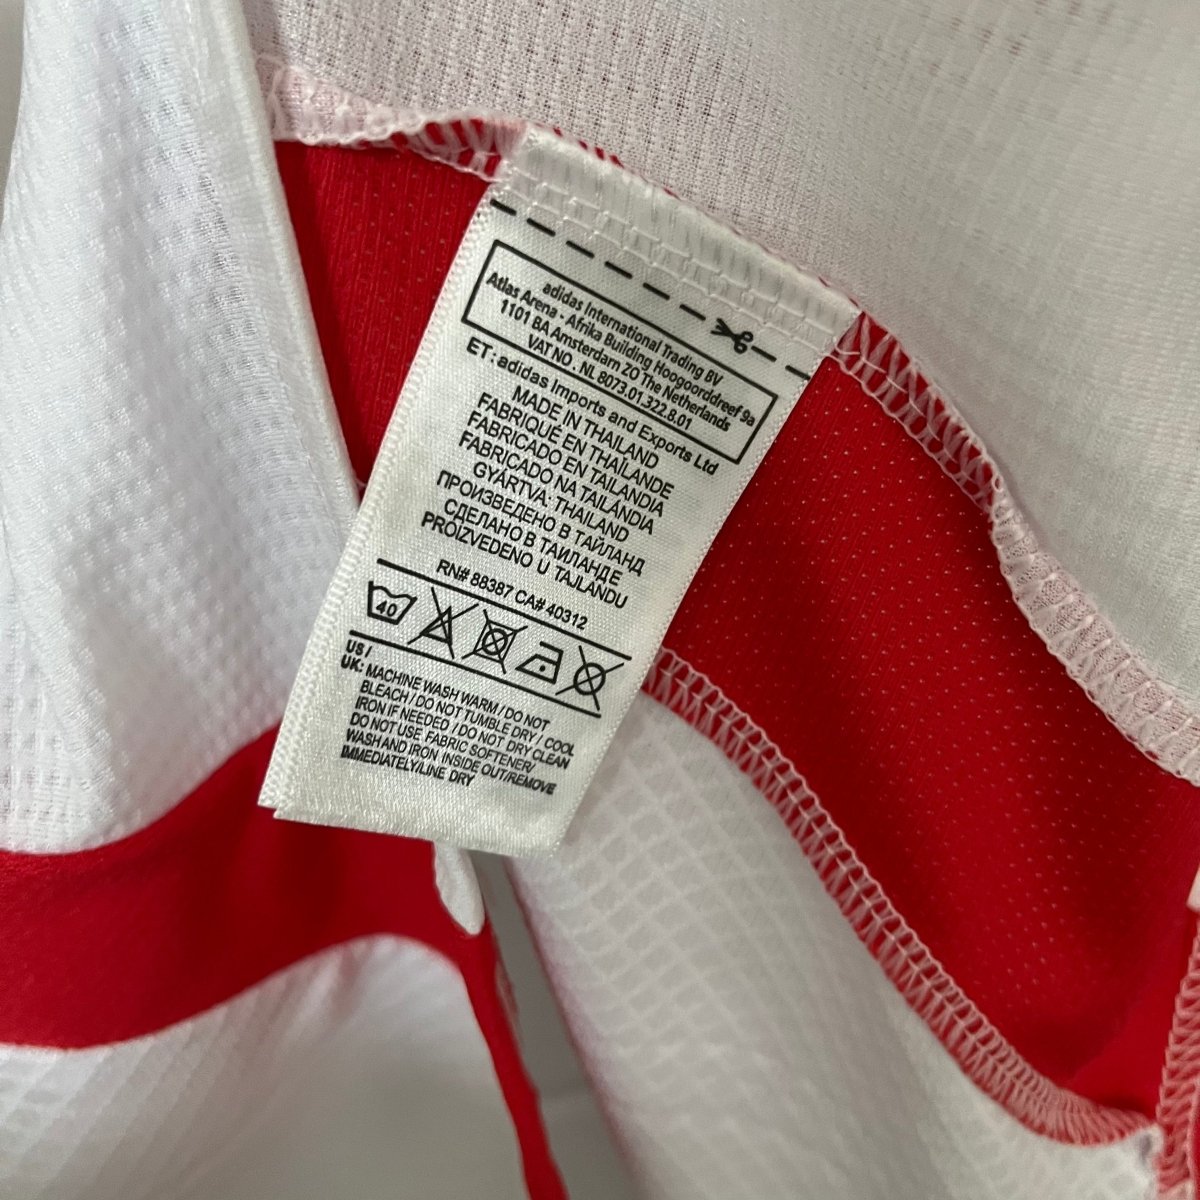 adidas International Trading BV
Atlas Arena - Afrika Building Hoogoorddreef 9a
1101 BA Amsterdam ZO The Netherlands
VAT NO . NL 8073.01.322.8.01
ET : adidas Imports and Exports Ltd
MADE IN THAILAND
FABRIQUÉ EN THAÏLANDE
FABRICADO EN TAILANDIA
FABRICADO NA TAILÂNDIA
GYÁRTVA: THAILAND
ПРОИЗВЕДЕНО В ТАЙЛАНД
СДЕЛАНО В ТАИЛАНДЕ
PROIZVEDENO U TAJLANDU
RN# 88387 CA# 40312
40
US /
UK: MACHINE WASH WARM / DO NOT
BLEACH / DO NOT TUMBLE DRY / COOL
IRON IF NEEDED / DO NOT DRY CLEAN
DO NOT USE FABRIC SOFTENER/
WASH AND IRON INSIDE OUT/REMOVE
IMMEDIATELY/LINE DRY